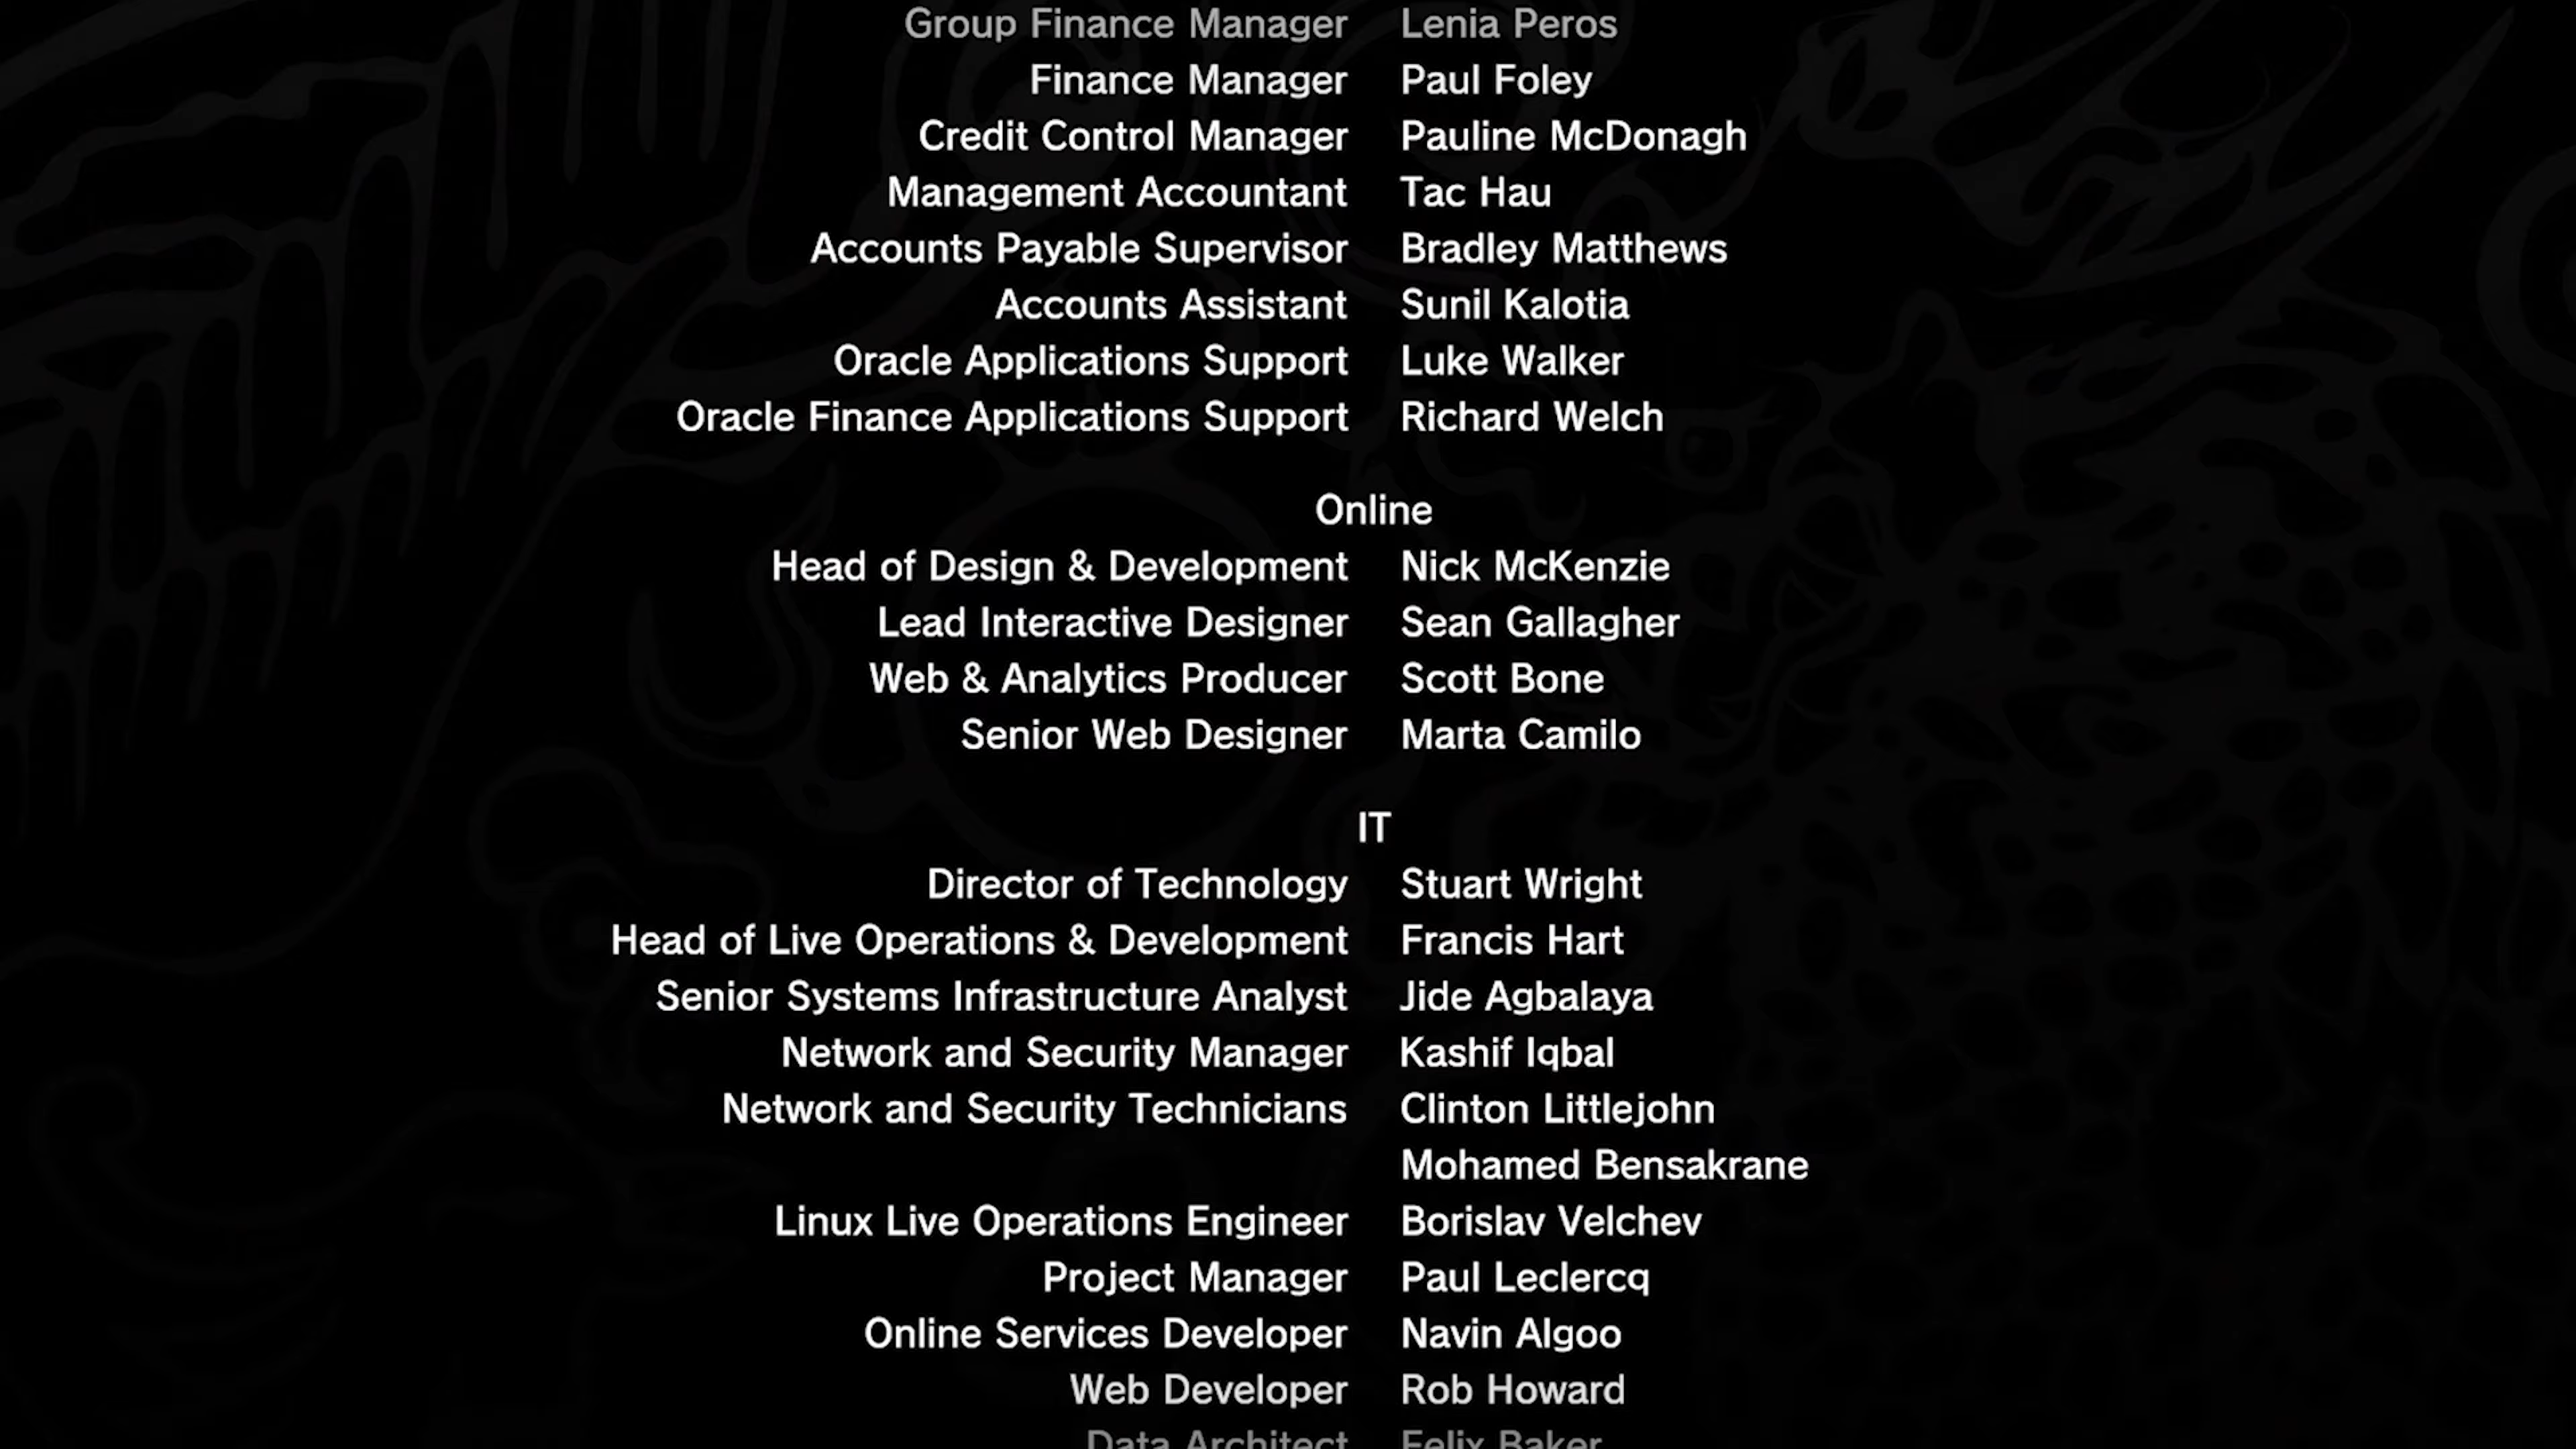 Group Finance Manager Lenia Peros
Finance Manager Paul Foley
Credit Control Manager Pauline McDonagh
Management Accountant Tac Hau
Accounts Payable Supervisor Bradley Matthews
Accounts Assistant Sunil Kalotia
Oracle Applications Support Luke Walker
Oracle Finance Applications Support Richard Welch
Online
Head of Design & Development Nick McKenzie
Lead Interactive Designer Sean Gallagher
Web & Analytics Producer Scott Bone
Senior Web Designer Marta Camilo
IT
Director of Technology Stuart Wright
Head of Live Operations & Development Francis Hart
Senior Systems Infrastructure Analyst Jide Agbalaya
Network and Security Manager Kashif Iqbal
Network and Security Technicians Clinton Littlejohn
Mohamed Bensakrane
Linux Live Operations Engineer Borislav Velchev
Project Manager Paul Leclercq
Online Services Developer Navin Algoo
Web Developer Rob Howard
Data Architect Felix Baker